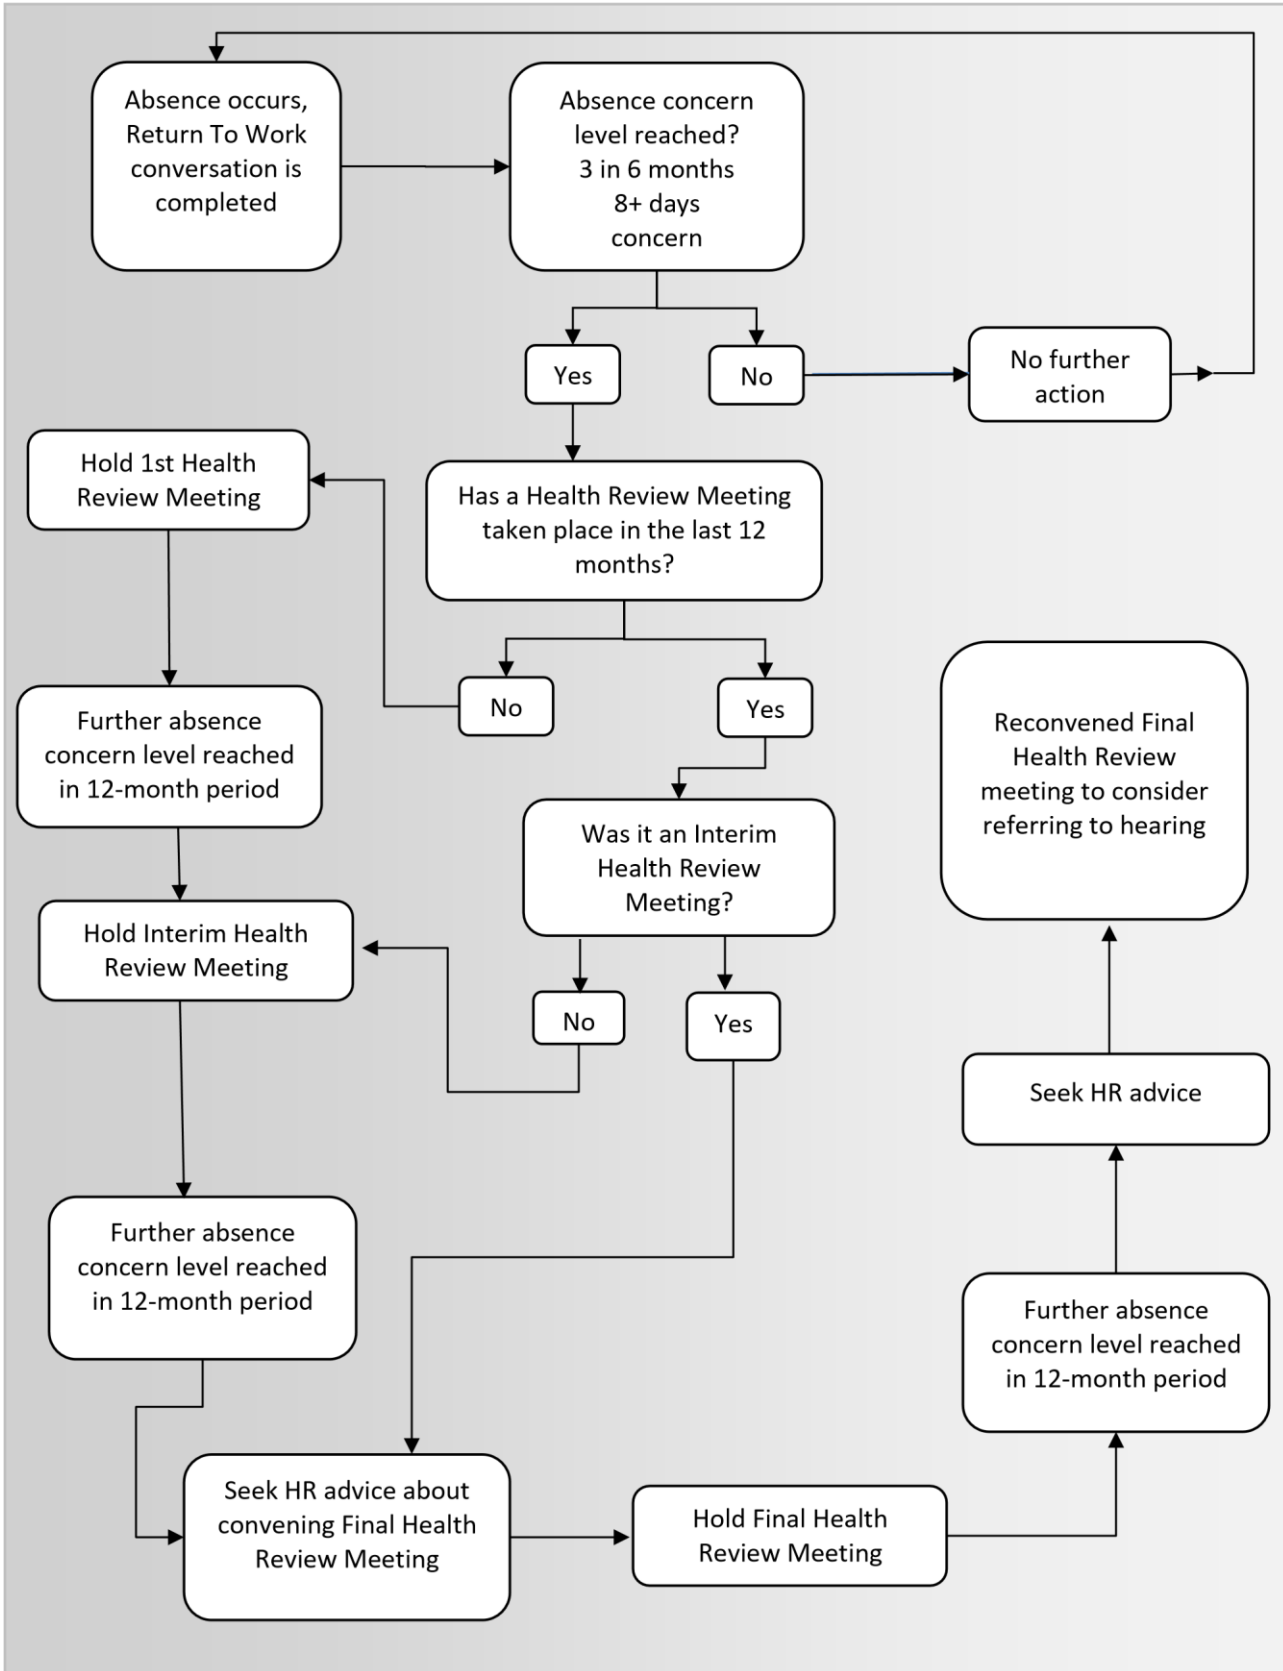 Absence occurs,
Return To Work
conversation is
completed
Absence concern
level reached?
3 in 6 months
8+ days
concern
Yes
No
No further
action
Hold 1st Health
Review Meeting
Has a Health Review Meeting
taken place in the last 12
months?
No
Yes
Further absence
concern level reached
in 12-month period
Was it an Interim
Health Review
Meeting?
Reconvened Final
Health Review
meeting to consider
referring to hearing
Hold Interim Health
Review Meeting
No
Yes
Seek HR advice
Further absence
concern level reached
in 12-month period
Further absence
concern level reached
in 12-month period
Seek HR advice about
convening Final Health
Review Meeting
Hold Final Health
Review Meeting